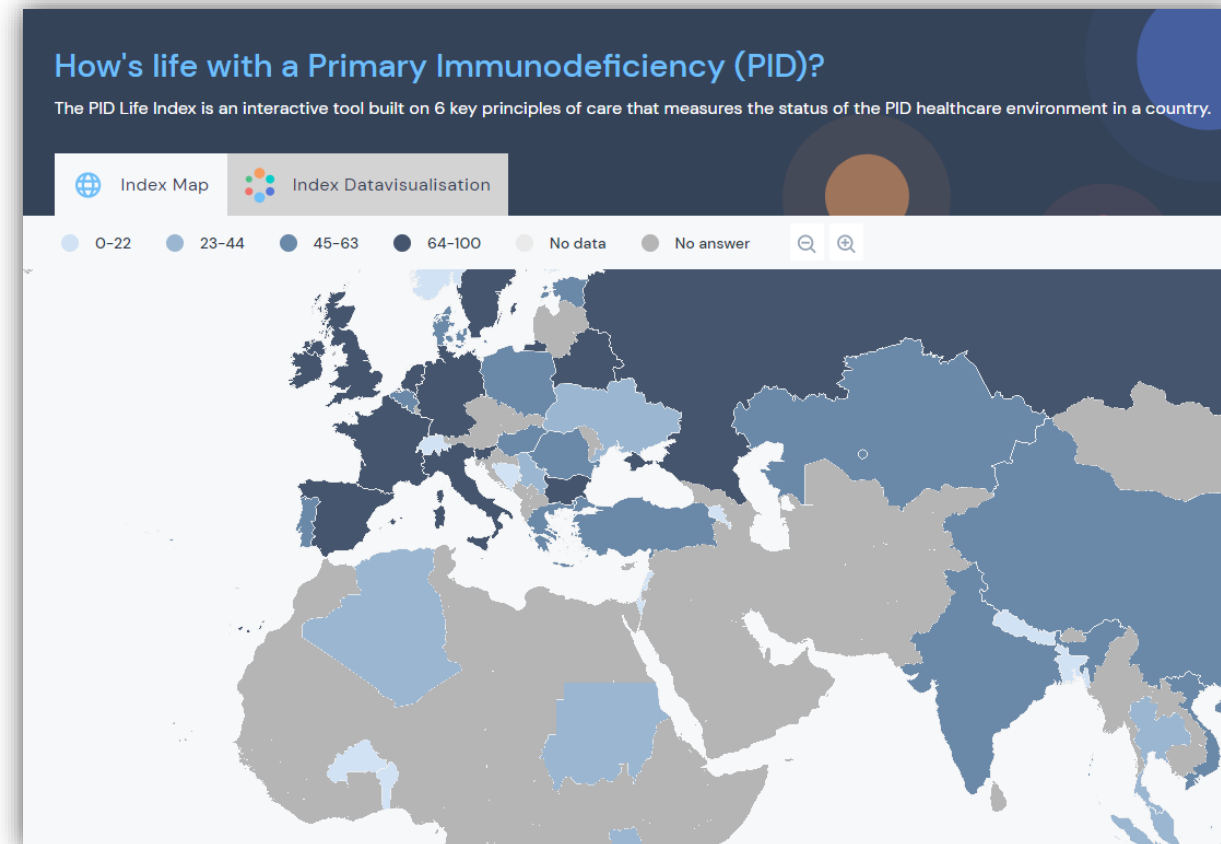 How's life with a Primary Immunodeficiency (PID)?
The PID Life Index is an interactive tool built on 6 key principles of care that measures the status of the PID healthcare environment in a country.
Index Map Index Datavisualisation
0-22 23-44 45-63 64-100 No data No answer